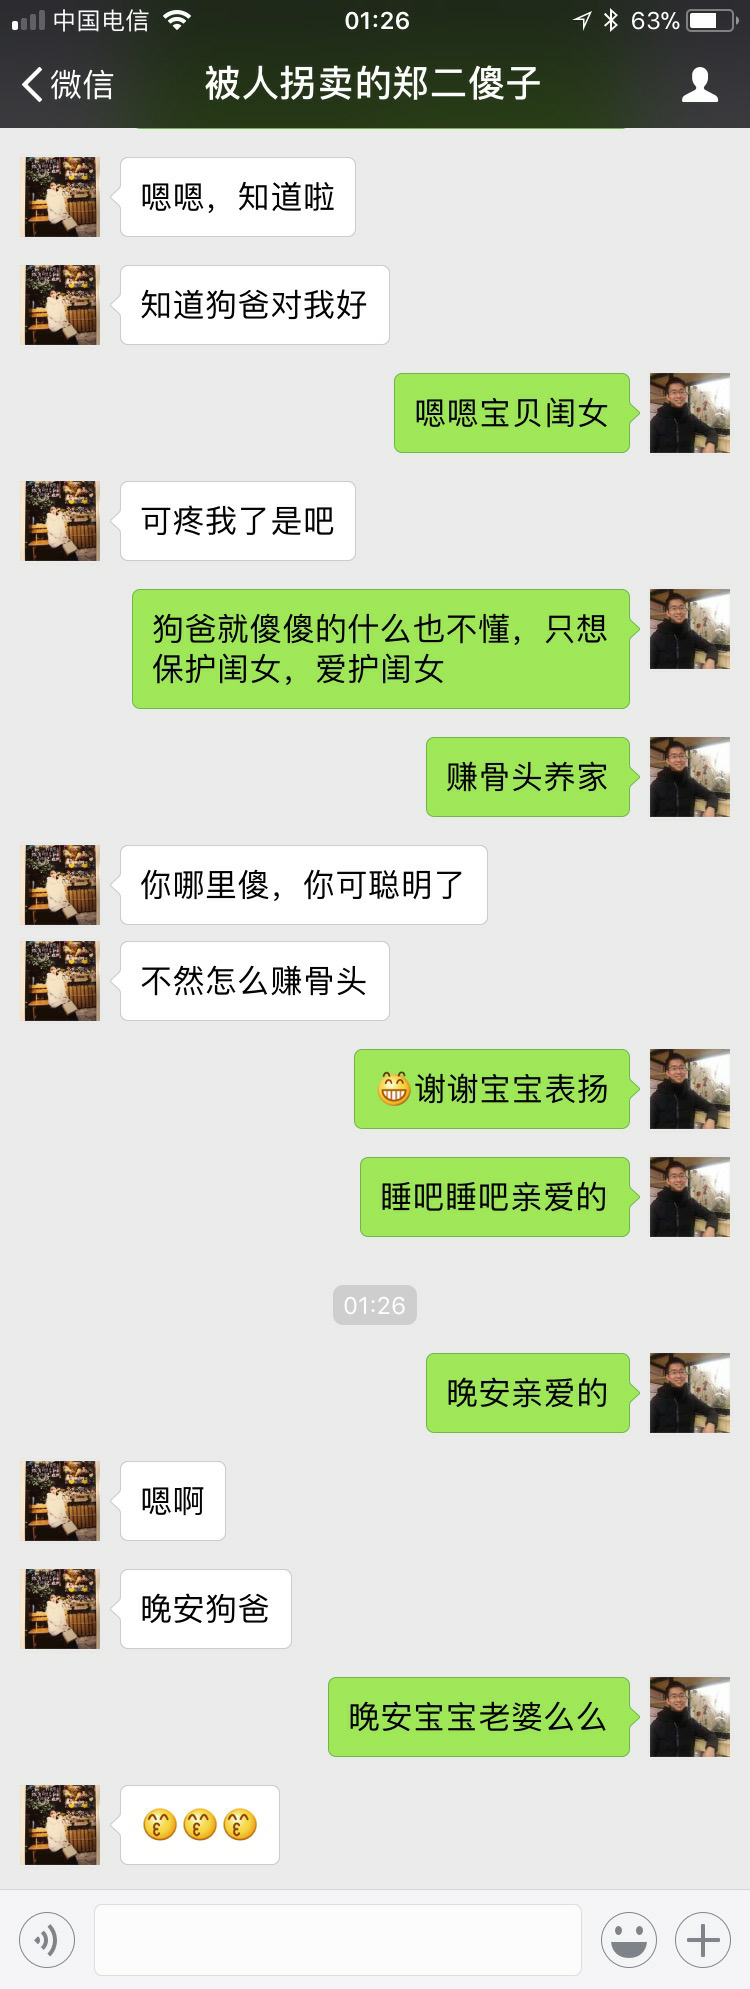 中国电信
01:26
63%
微信
被人拐卖的郑二傻子
嗯嗯，知道啦
知道狗爸对我好
嗯嗯宝贝闺女
可疼我了是吧
狗爸就傻傻的什么也不懂，只想
保护闺女，爱护闺女
赚骨头养家
你哪里傻，你可聪明了
不然怎么赚骨头
😁谢谢宝宝表扬
睡吧睡吧亲爱的
01:26
晚安亲爱的
嗯啊
晚安狗爸
晚安宝宝老婆么么
😙😙😙